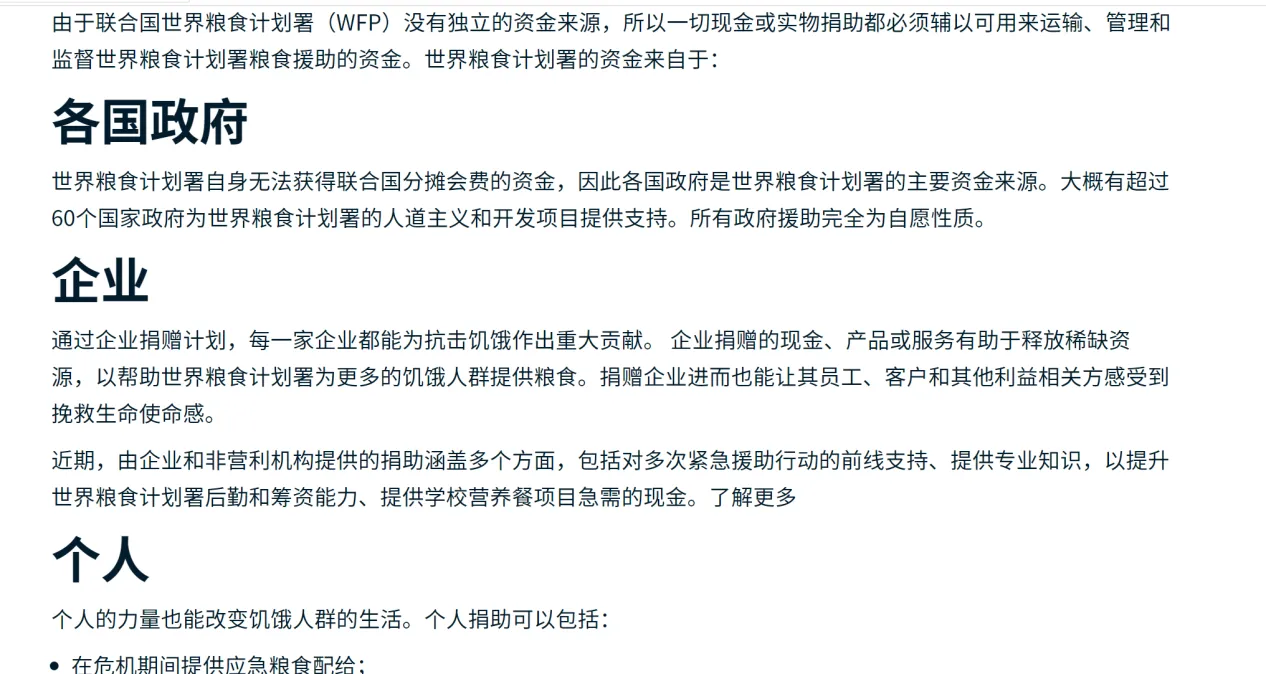 由于联合国世界粮食计划署（WFP）没有独立的资金来源，所以一切现金或实物捐助都必须辅以可用来运输、管理和
监督世界粮食计划署粮食援助的资金。世界粮食计划署的资金来自于：
各国政府
世界粮食计划署自身无法获得联合国分摊会费的资金，因此各国政府是世界粮食计划署的主要资金来源。大概有超过
60个国家政府为世界粮食计划署的人道主义和开发项目提供支持。所有政府援助完全为自愿性质。
企业
通过企业捐赠计划，每一家企业都能为抗击饥饿作出重大贡献。 企业捐赠的现金、产品或服务有助于释放稀缺资
源，以帮助世界粮食计划署为更多的饥饿人群提供粮食。捐赠企业进而也能让其员工、客户和其他利益相关方感受到
挽救生命使命感。
近期，由企业和非营利机构提供的捐助涵盖多个方面，包括对多次紧急援助行动的前线支持、提供专业知识，以提升
世界粮食计划署后勤和筹资能力、提供学校营养餐项目急需的现金。了解更多
个人
个人的力量也能改变饥饿人群的生活。个人捐助可以包括：
• 在危机期间提供应急粮食配给；